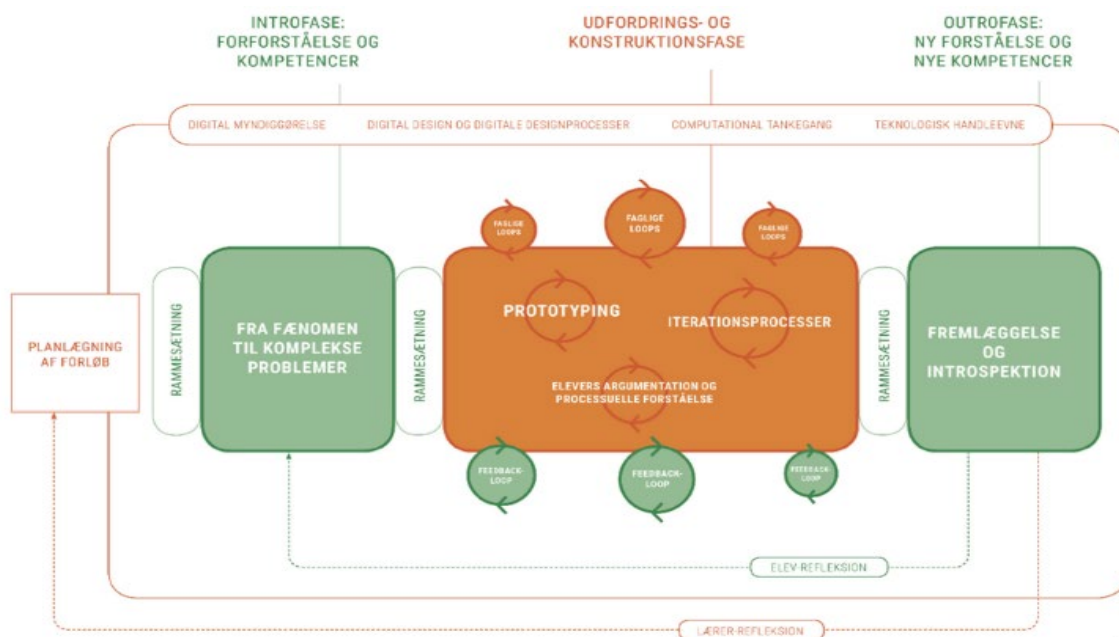 INTROFASE:
FORFORSTÅELSE OG
KOMPETENCER
UDFORDRINGS- OG
KONSTRUKTIONSFASE
OUTROFASE:
NY FORSTÅELSE OG
NYE KOMPETENCER
DIGITAL MYNDIGGØRELSE
DIGITAL DESIGN OG DIGITALE DESIGNPROCESSER
COMPUTATIONAL TANKEGANG
TEKNOLOGISK HANDLEEVNE
FAGLIGE
LOOPS
FAGLIGE
LOOPS
FAGLIGE
LOOPS
PLANLÆGNING
AF FORLØB
RAMMESÆTNING
FRA FÆNOMEN
TIL KOMPLEKSE
PROBLEMER
RAMMESÆTNING
PROTOTYPING
ITERATIONSPROCESSER
ELEVERS ARGUMENTATION OG
PROCESSUELLE FORSTÅELSE
RAMMESÆTNING
FREMLÆGGELSE
OG
INTROSPEKTION
FEEDBACK-
LOOP
FEEDBACK-
LOOP
FEEDBACK-
LOOP
ELEV-REFLEKSION
LÆRER-REFLEKSION